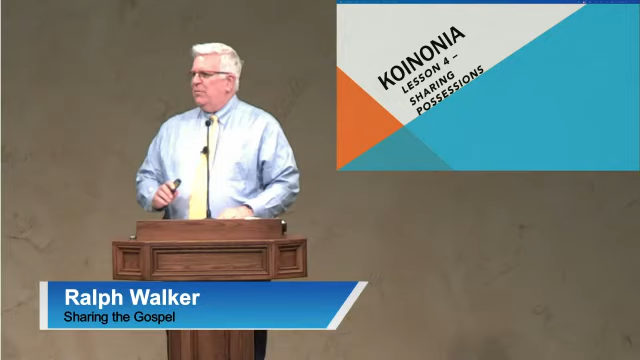 KOINONIA
LESSON 4 –
SHARING
POSSESSIONS
Ralph Walker
Sharing the Gospel